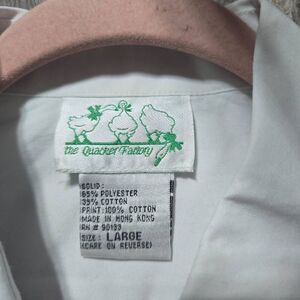 the Quacker Factory
SOLID:
65% POLYESTER
35% COTTON
PRINT: 100% COTTON
MADE IN HONG KONG
RN # 90133
SIZE: LARGE
(CARE ON REVERSE)